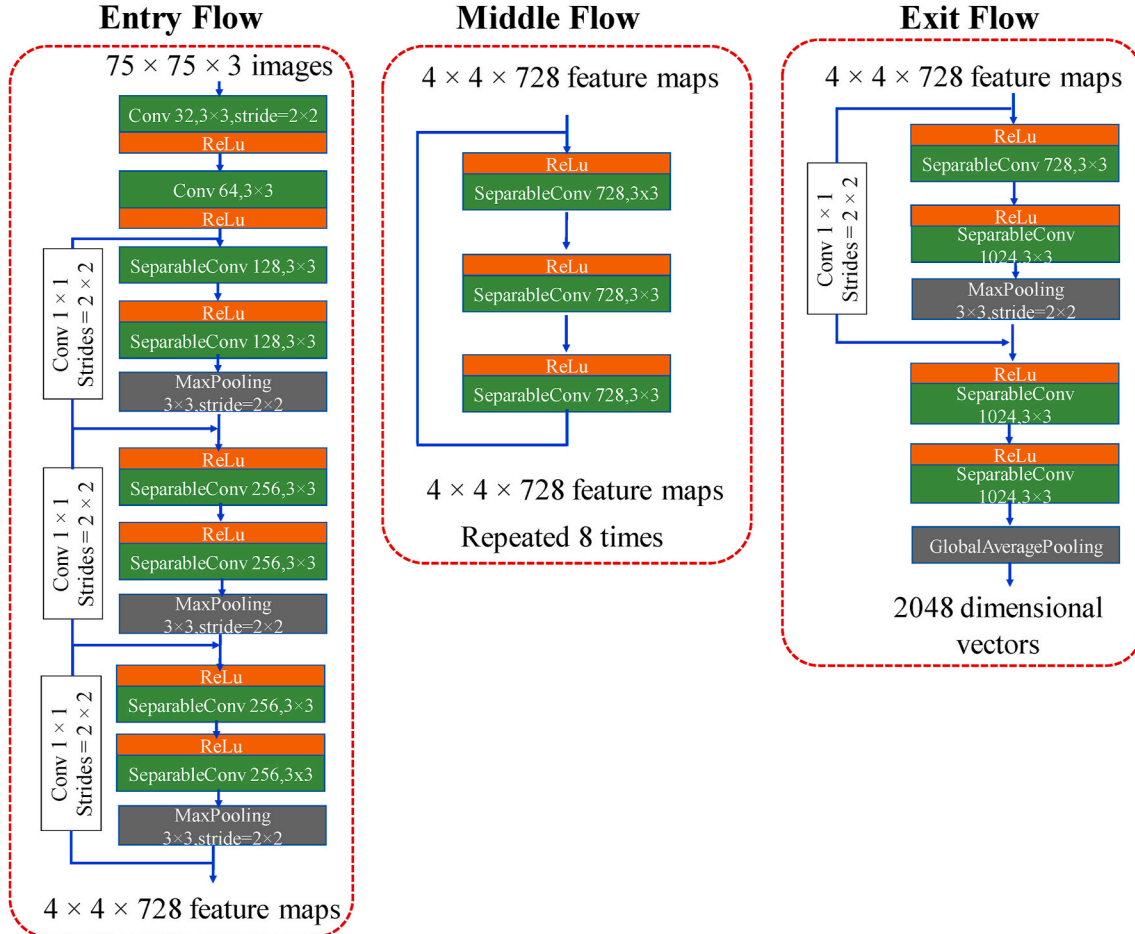 Entry Flow
75 × 75 × 3 images
Conv 32,3×3,stride=2×2
ReLu
Conv 64,3×3
ReLu
SeparableConv 128,3×3
ReLu
SeparableConv 128,3×3
MaxPooling
3×3,stride=2×2
Conv 1 × 1
Strides = 2 × 2
ReLu
SeparableConv 256,3×3
ReLu
SeparableConv 256,3×3
MaxPooling
3×3,stride=2×2
Conv 1 × 1
Strides = 2 × 2
ReLu
SeparableConv 256,3×3
ReLu
SeparableConv 256,3x3
MaxPooling
3×3,stride=2×2
Conv 1 × 1
Strides = 2 × 2
4 × 4 × 728 feature maps
Middle Flow
4 × 4 × 728 feature maps
ReLu
SeparableConv 728,3x3
ReLu
SeparableConv 728,3×3
ReLu
SeparableConv 728,3×3
4 × 4 × 728 feature maps
Repeated 8 times
Exit Flow
4 × 4 × 728 feature maps
ReLu
SeparableConv 728,3×3
ReLu
SeparableConv
1024,3×3
MaxPooling
3×3,stride=2×2
Conv 1 × 1
Strides = 2 × 2
ReLu
SeparableConv
1024,3×3
ReLu
SeparableConv
1024,3×3
GlobalAveragePooling
2048 dimensional
vectors